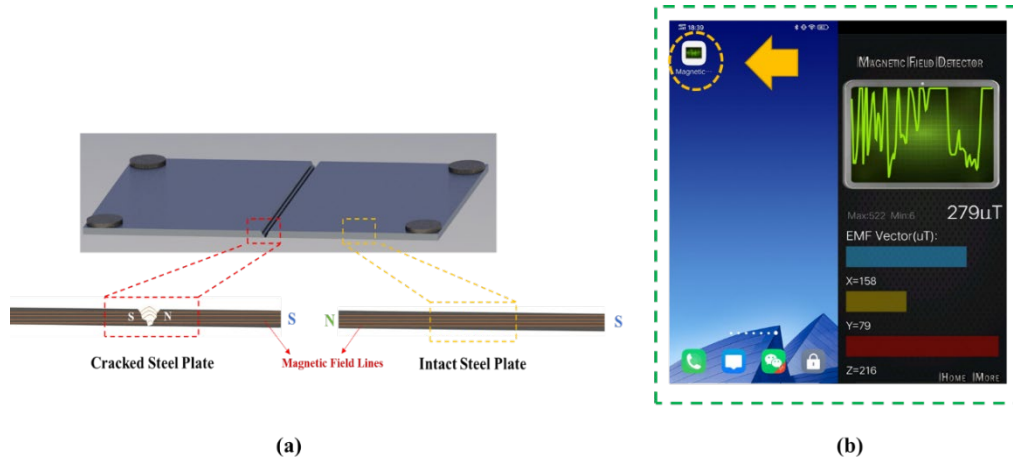 S
N
S
N
S
Cracked Steel Plate
Magnetic Field Lines
Intact Steel Plate
(a)
18:39
Magnetic ...
MAGNETIC FIELD DETECTOR
Max:522 Min:6
279uT
EMF Vector(uT):
X=158
Y=79
Z=216
HOME MORE
(b)